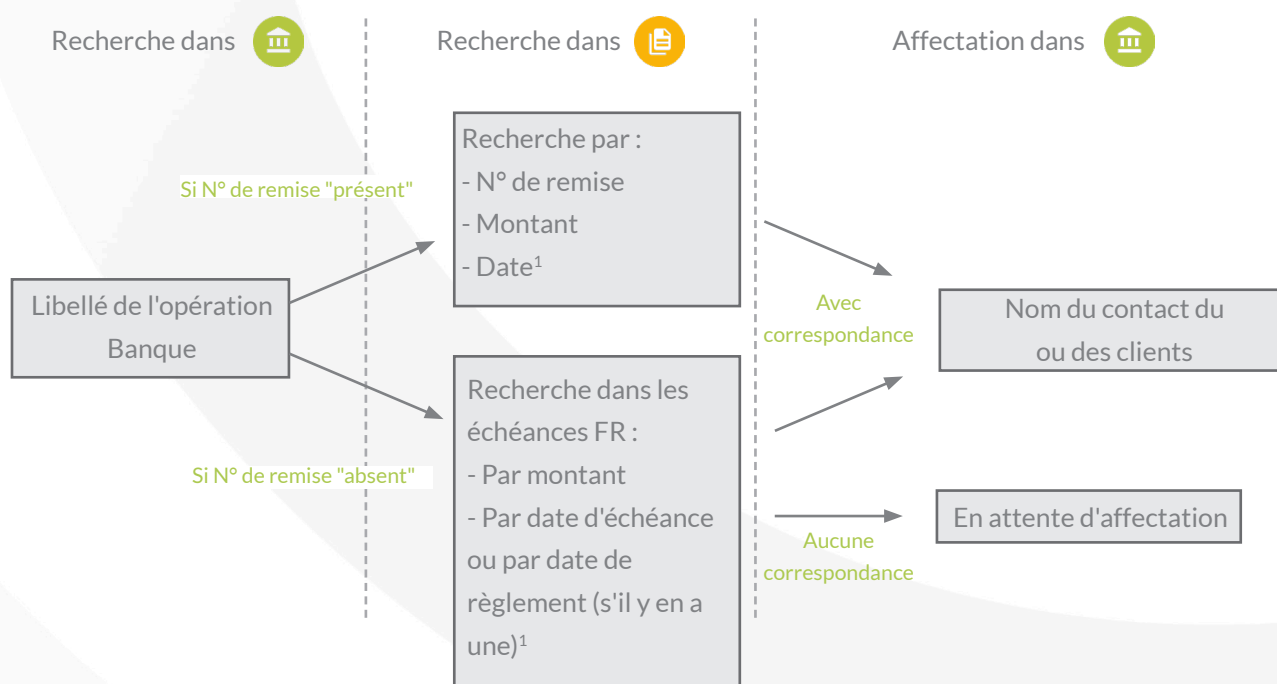 Recherche dans
Recherche dans
Affectation dans
Si N° de remise "présent"
Recherche par :
- N° de remise
- Montant
- Date¹
Libellé de l'opération
Banque
Avec
correspondance
Nom du contact du
ou des clients
Si N° de remise "absent"
Recherche dans les
échéances FR :
- Par montant
- Par date d'échéance
ou par date de
règlement (s'il y en a
une)¹
Aucune
correspondance
En attente d'affectation